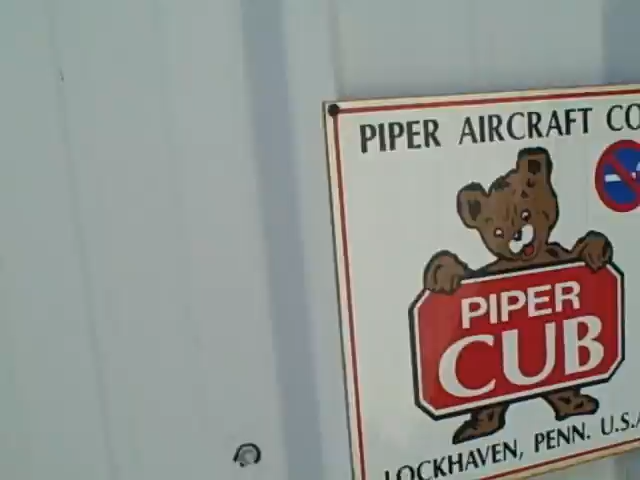 PIPER AIRCRAFT CO
PIPER
CUB
LOCKHAVEN, PENN. U.S.A